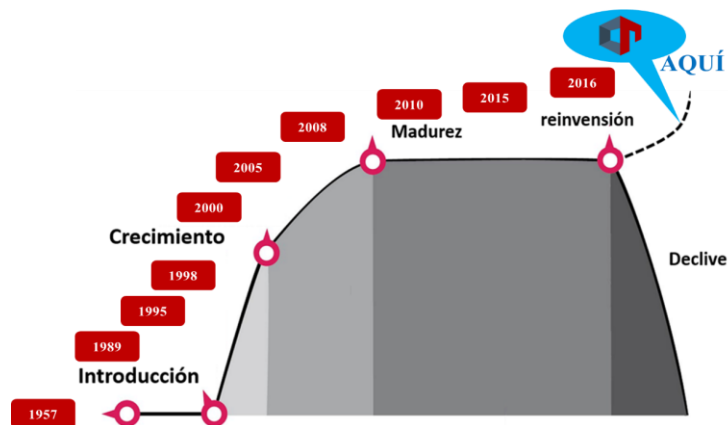 AQUÍ
2016
2015
2010
reinvensión
Madurez
2008
2005
2000
Crecimiento
Declive
1998
1995
1989
Introducción
1957